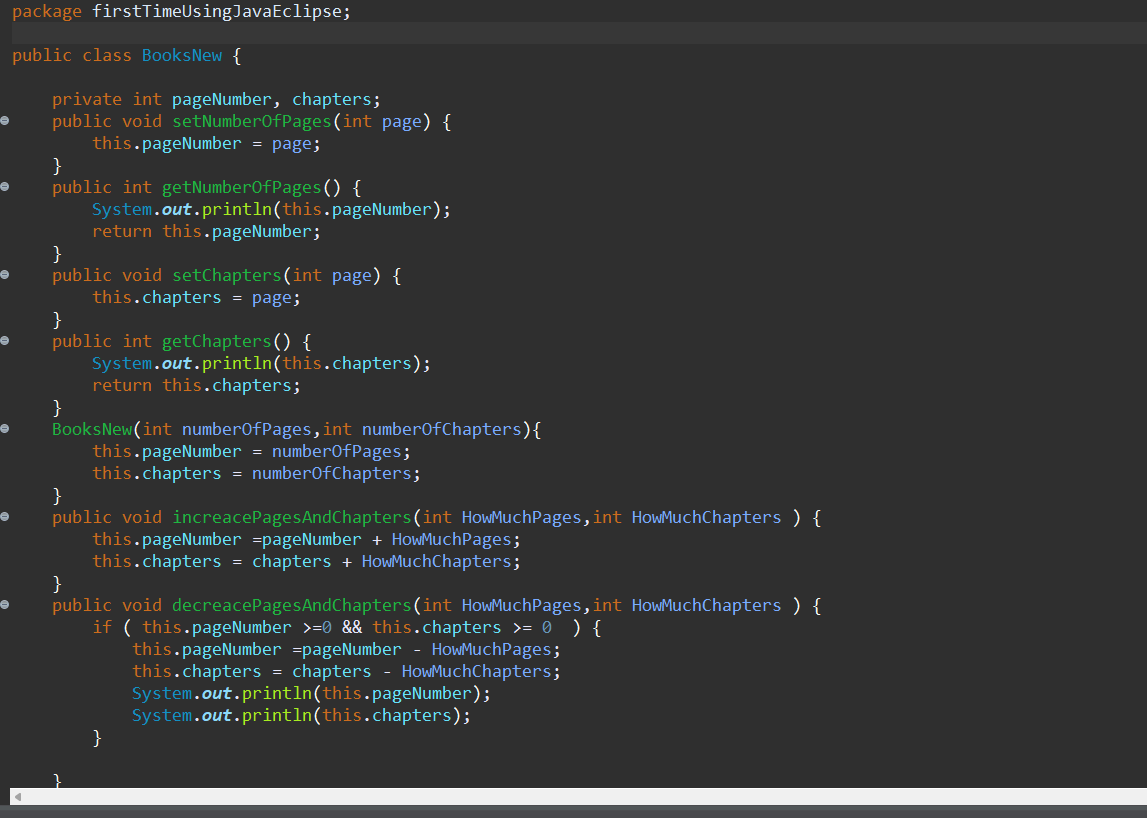 package firstTimeUsingJavaEclipse;
public class BooksNew {
private int pageNumber, chapters;
public void setNumberOfPages(int page) {
this.pageNumber = page;
}
public int getNumberOfPages() {
System.out.println(this.pageNumber);
return this.pageNumber;
}
public void setChapters(int page) {
this.chapters = page;
}
public int getChapters() {
System.out.println(this.chapters);
return this.chapters;
}
BooksNew(int numberOfPages,int numberOfChapters){
this.pageNumber = numberOfPages;
this.chapters = numberOfChapters;
}
public void increacePagesAndChapters(int HowMuchPages,int HowMuchChapters ) {
this.pageNumber =pageNumber + HowMuchPages;
this.chapters = chapters + HowMuchChapters;
}
public void decreacePagesAndChapters(int HowMuchPages,int HowMuchChapters ) {
if ( this.pageNumber >=0 && this.chapters >= 0  ) {
this.pageNumber =pageNumber - HowMuchPages;
this.chapters = chapters - HowMuchChapters;
System.out.println(this.pageNumber);
System.out.println(this.chapters);
}
}